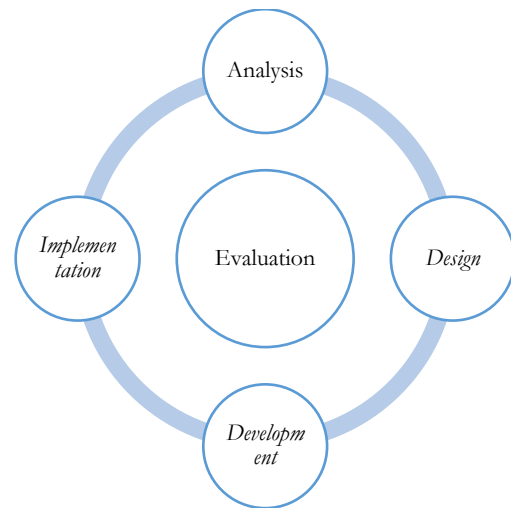 Analysis
Implemen
tation
Evaluation
Design
Developm
ent